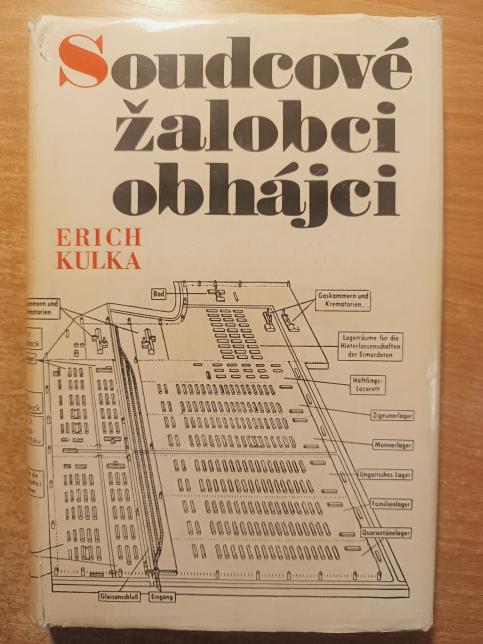 Soudcové
žalobci
obhájci
ERICH
KULKA
Bad
Gaskammern und
Krematorien
Lagerräume für die
Hinterlassenschaften
der Ermordeten
Häftlings-
Lazarett
Zigeunerlager
Männerlager
Ungarisches Lager
Familienlager
Quarantänelager
Gleisanschluß
Eingang